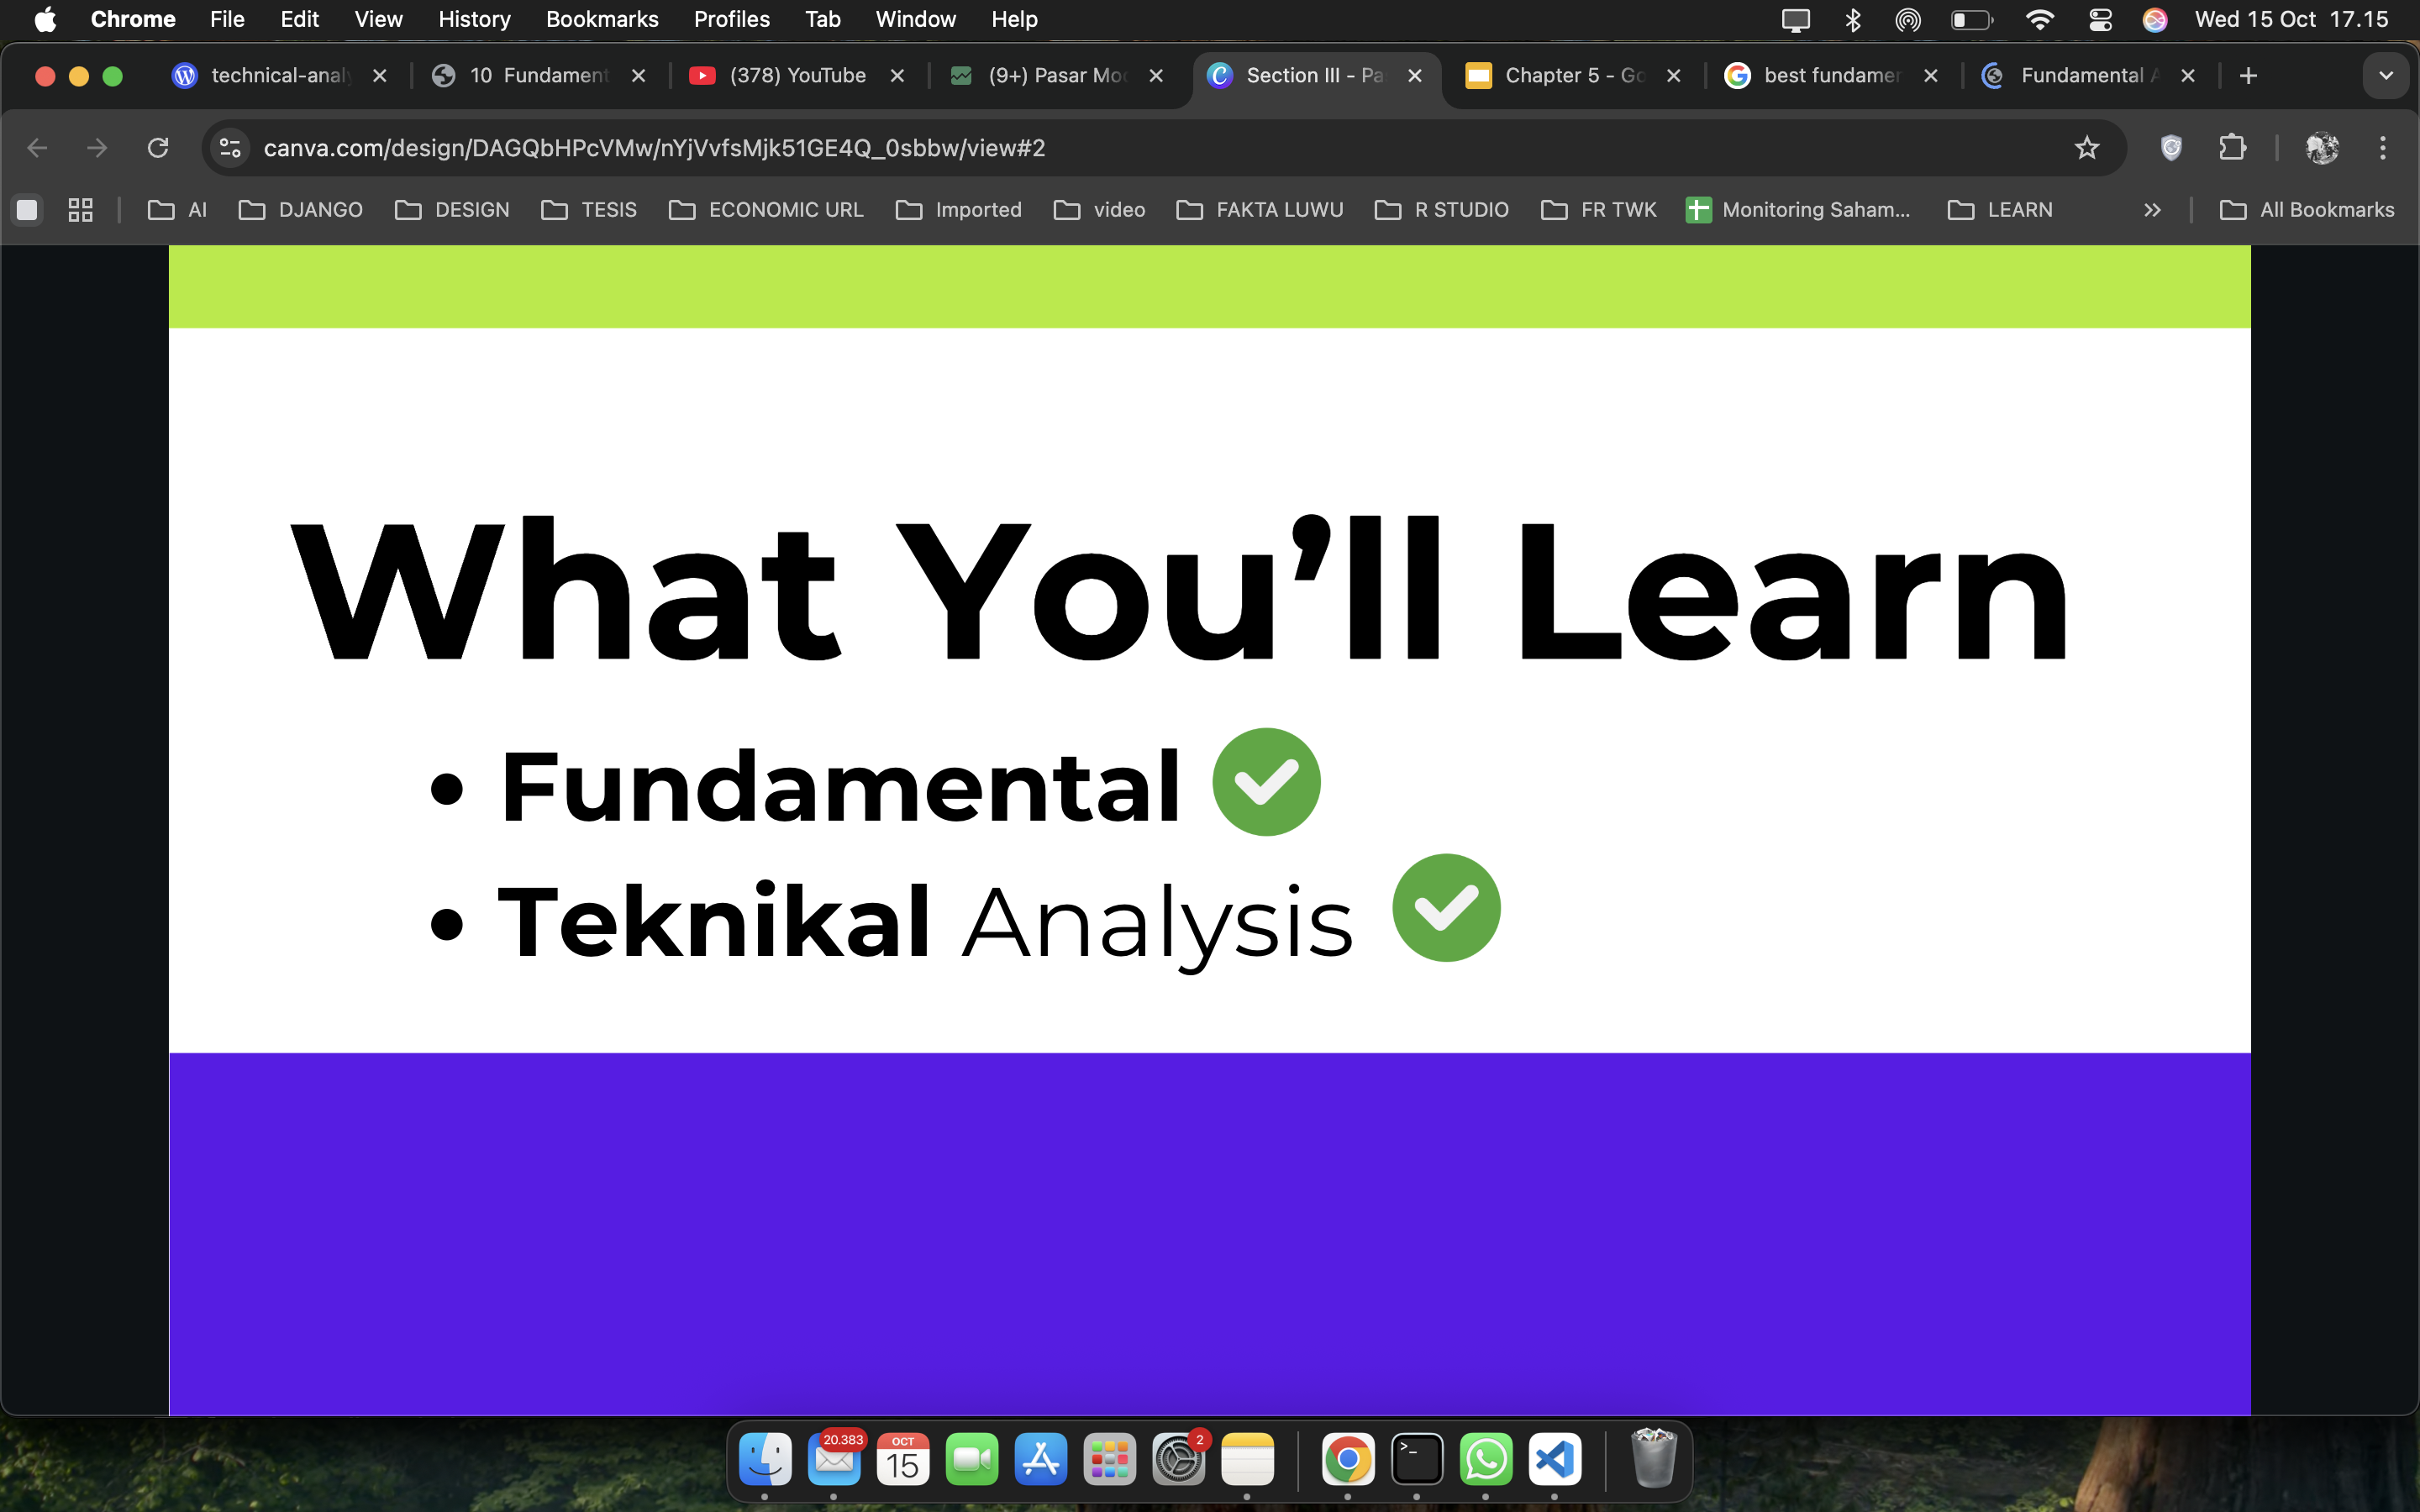 Chrome File Edit View History Bookmarks Profiles Tab Window Help Wed 15 Oct 17.15
technical-analy 10 Fundament (378) YouTube (9+) Pasar Mo Section III - Pa Chapter 5 - Go best fundamer Fundamental A
canva.com/design/DAGQbHPcVMw/nYjVvfsMjk51GE4Q_0sbbw/view#2
AI DJANGO DESIGN TESIS ECONOMIC URL Imported video FAKTA LUWU R STUDIO FR TWK Monitoring Saham... LEARN All Bookmarks
What You’ll Learn
• Fundamental
• Teknikal Analysis
20.383 OCT 2
15